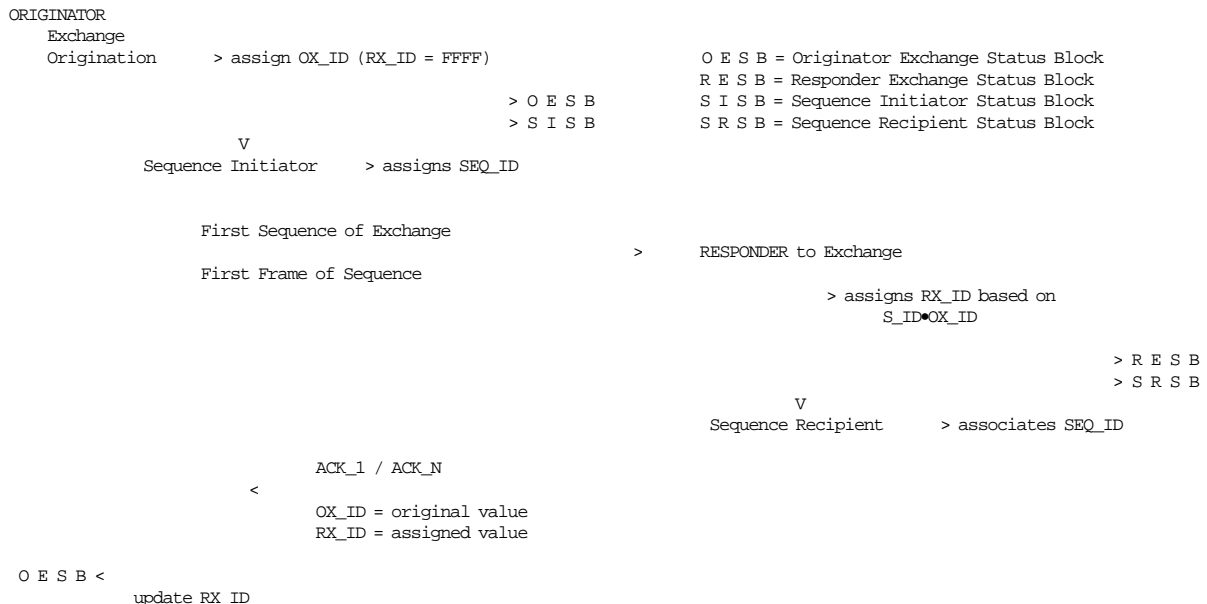 ORIGINATOR
Exchange
Origination > assign OX_ID (RX_ID = FFFF)
O E S B = Originator Exchange Status Block
R E S B = Responder Exchange Status Block
> O E S B S I S B = Sequence Initiator Status Block
> S I S B S R S B = Sequence Recipient Status Block
V
Sequence Initiator > assigns SEQ_ID
First Sequence of Exchange
> RESPONDER to Exchange
First Frame of Sequence
> assigns RX_ID based on
S_ID•OX_ID
> R E S B
> S R S B
V
Sequence Recipient > associates SEQ_ID
ACK_1 / ACK_N
<
OX_ID = original value
RX_ID = assigned value
O E S B <
update RX ID